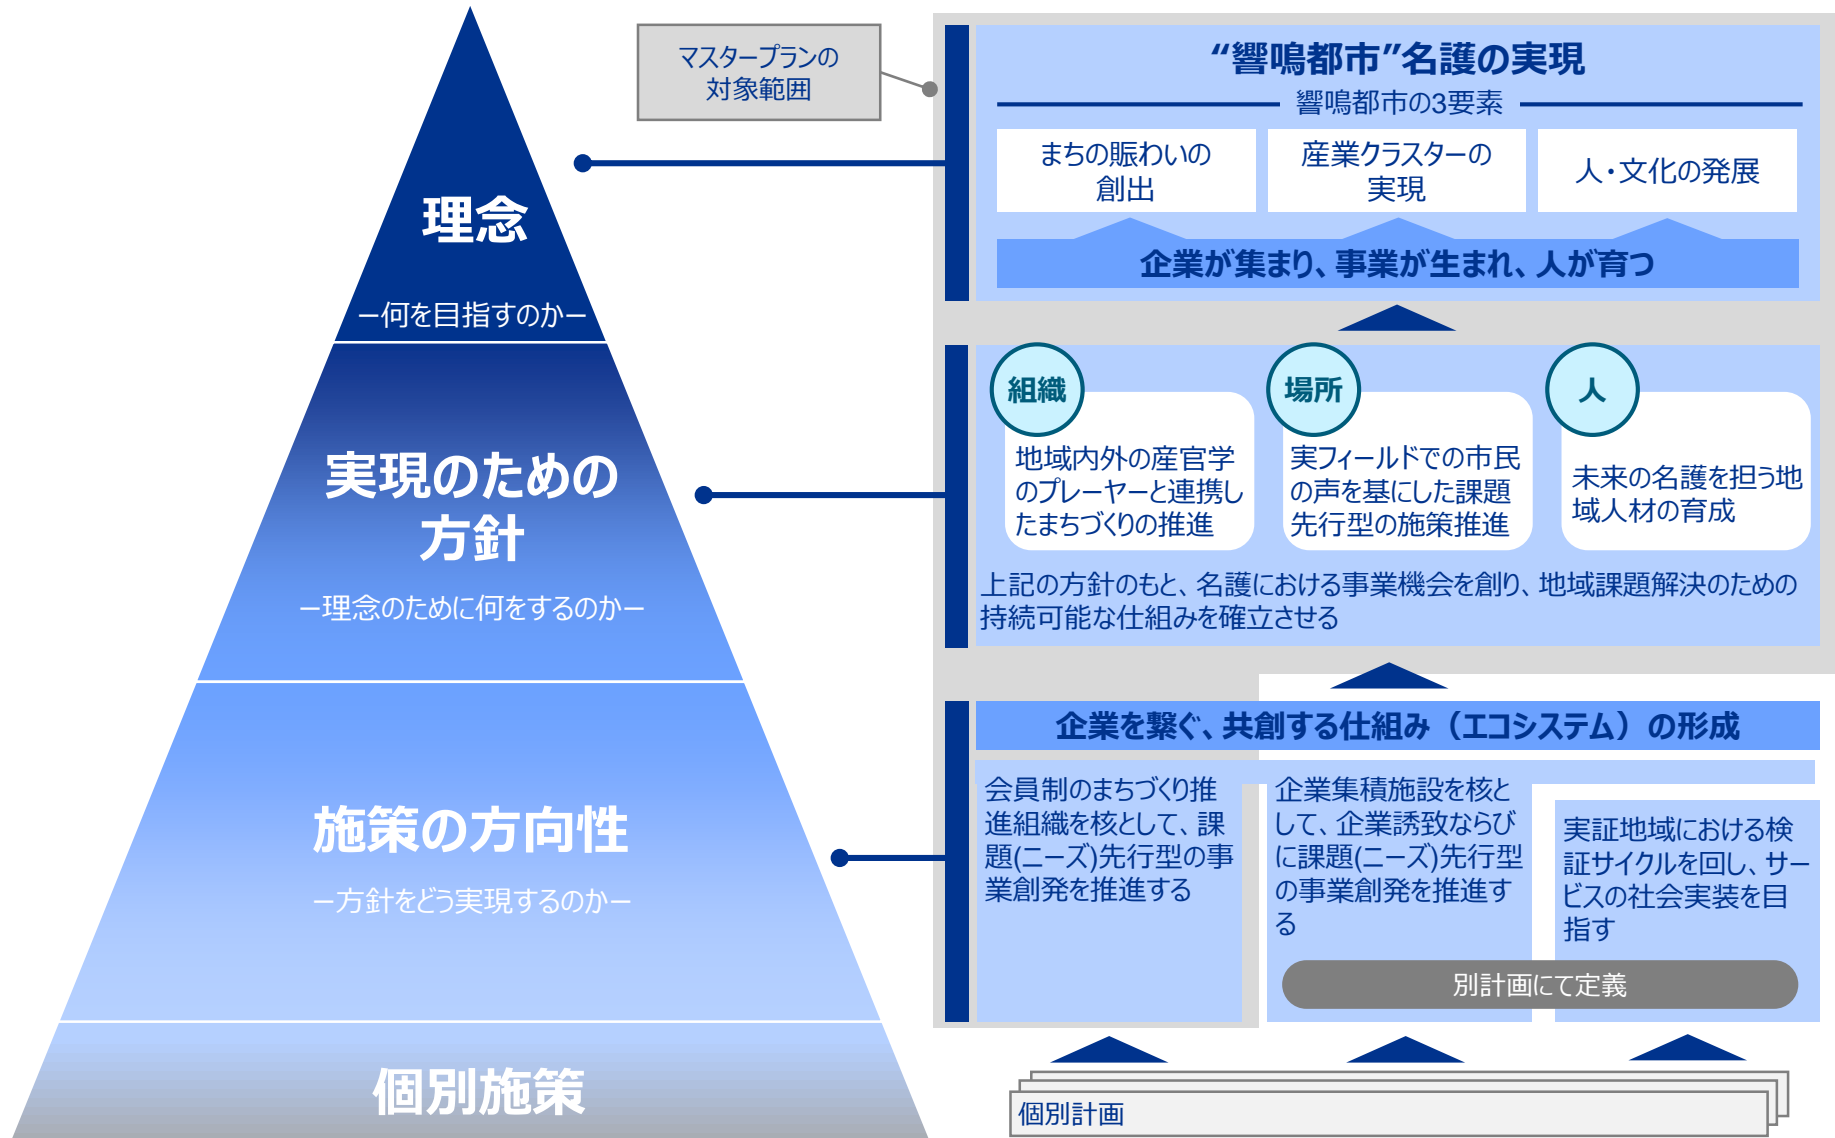 理念
ー何を目指すのかー
実現のための
方針
ー理念のために何をするのかー
施策の方向性
ー方針をどう実現するのかー
個別施策
マスタープランの
対象範囲
“響鳴都市”名護の実現
響鳴都市の3要素
まちの賑わいの
創出
産業クラスターの
実現
人・文化の発展
企業が集まり、事業が生まれ、人が育つ
組織
地域内外の産官学
のプレーヤーと連携し
たまちづくりの推進
場所
実フィールドでの市民
の声を基にした課題
先行型の施策推進
人
未来の名護を担う地
域人材の育成
上記の方針のもと、名護における事業機会を創り、地域課題解決のための
持続可能な仕組みを確立させる
企業を繋ぐ、共創する仕組み（エコシステム）の形成
会員制のまちづくり推
進組織を核として、課
題(ニーズ)先行型の事
業創発を推進する
企業集積施設を核と
して、企業誘致ならび
に課題(ニーズ)先行型
の事業創発を推進す
る
実証地域における検
証サイクルを回し、サー
ビスの社会実装を目
指す
別計画にて定義
個別計画